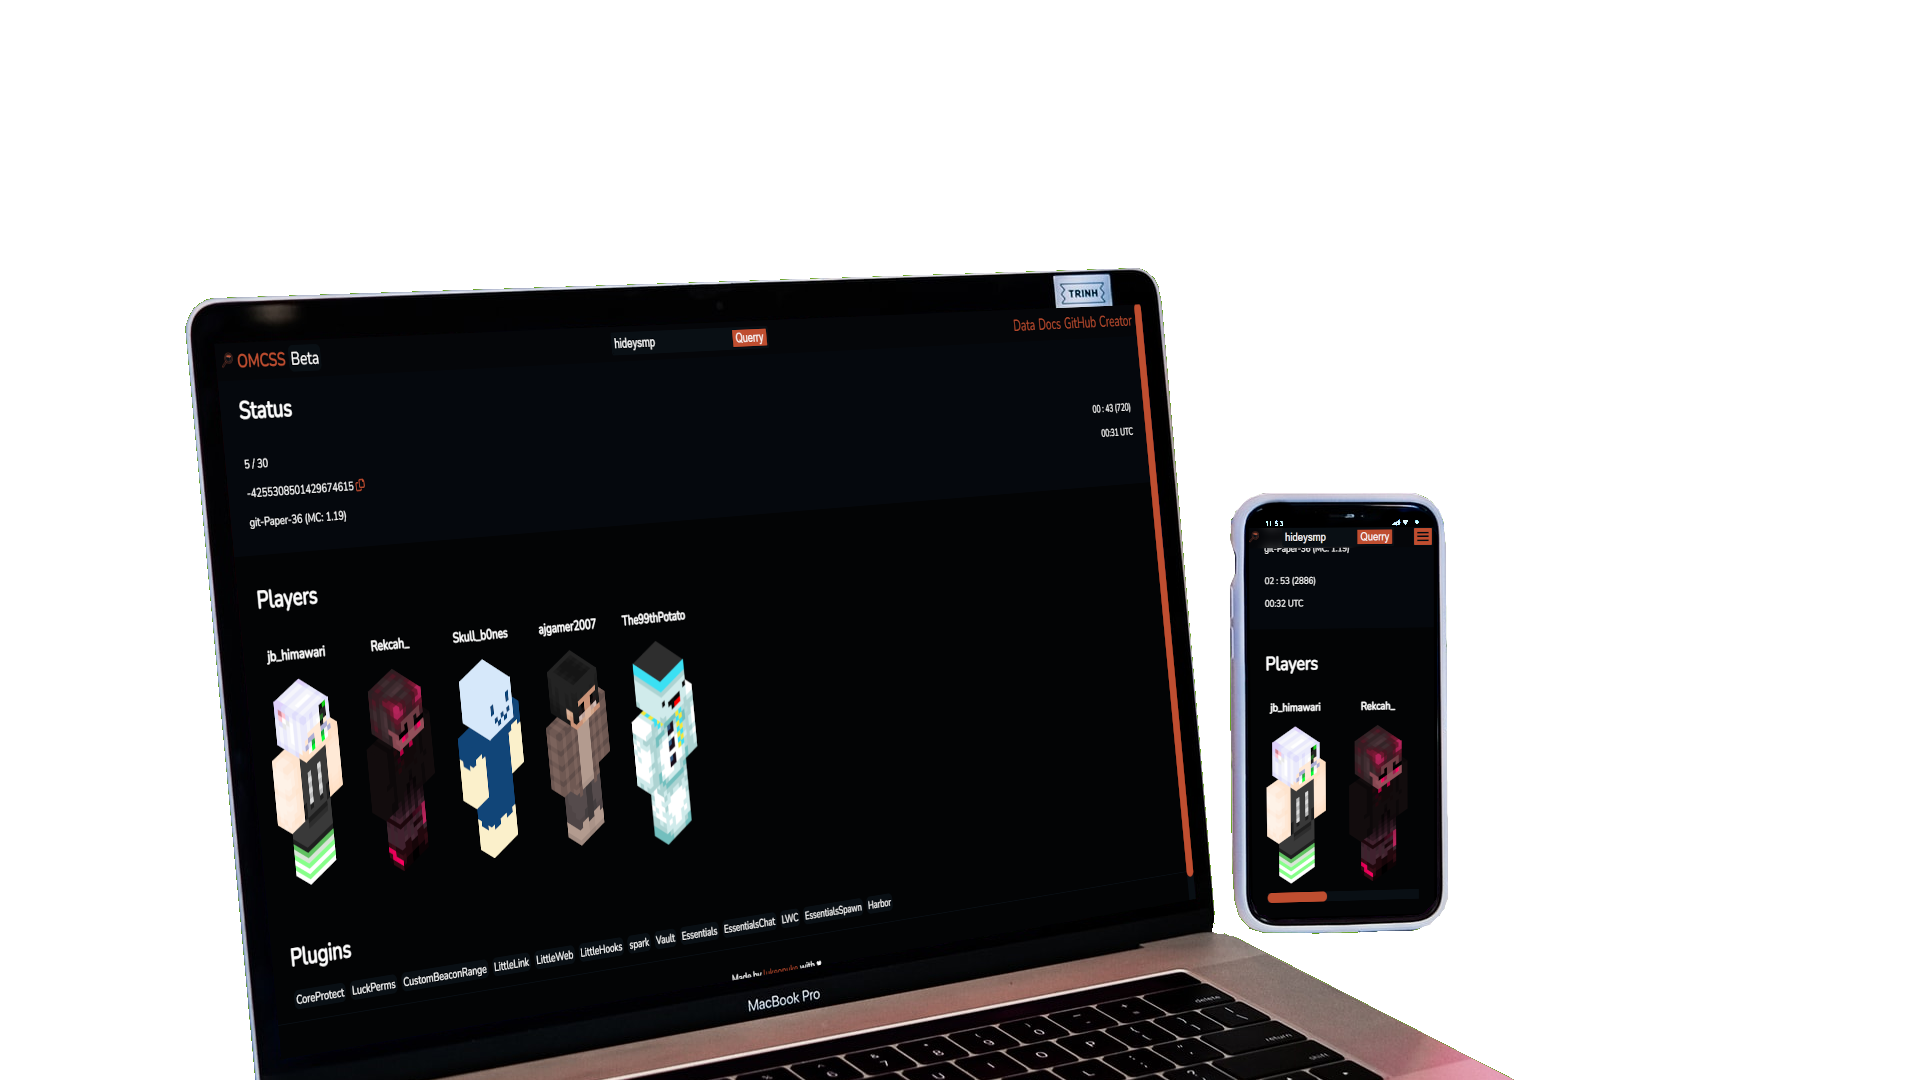 TRINH
OMCSS Beta
hideysmp
Querry
Data Docs GitHub Creator
Status
00 : 43 (720)
00:31 UTC
5 / 30
-4255308501429674615
git-Paper-36 (MC: 1.19)
Players
jb_himawari
Rekcah_
Skull_b0nes
ajgamer2007
The99thPotato
Plugins
CoreProtect LuckPerms CustomBeaconRange LittleLink LittleWeb LittleHooks spark Vault Essentials EssentialsChat LWC EssentialsSpawn Harbor
Made by with ♥
MacBook Pro
delete
return
shift
11:53
hideysmp
Querry
git-Paper-36 (MC: 1.19)
02 : 53 (2886)
00:32 UTC
Players
jb_himawari
Rekcah_